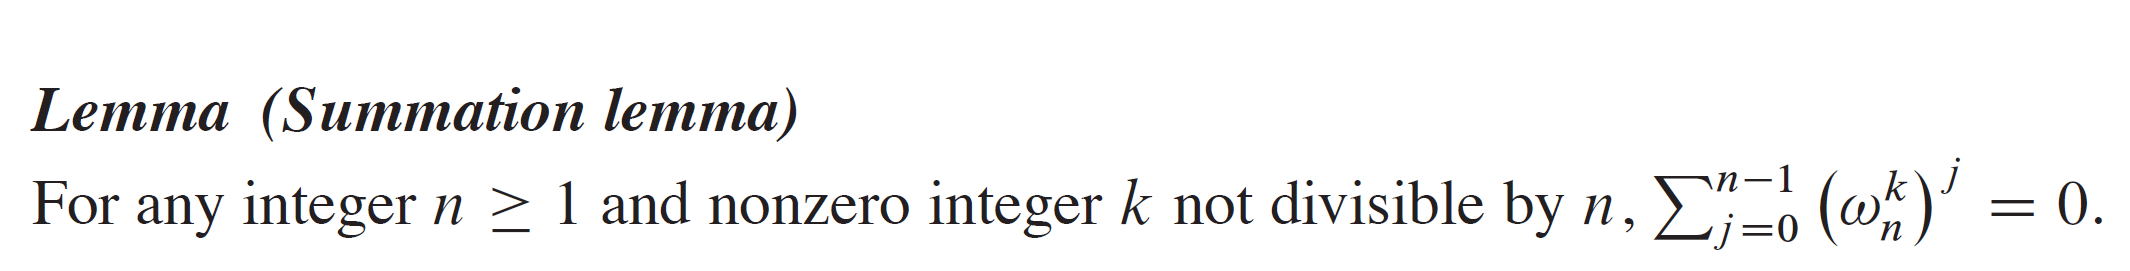 Lemma (Summation lemma)
For any integer n ≥ 1 and nonzero integer k not divisible by n, ∑_{j=0}^{n−1} (ω_n^k)^j = 0.